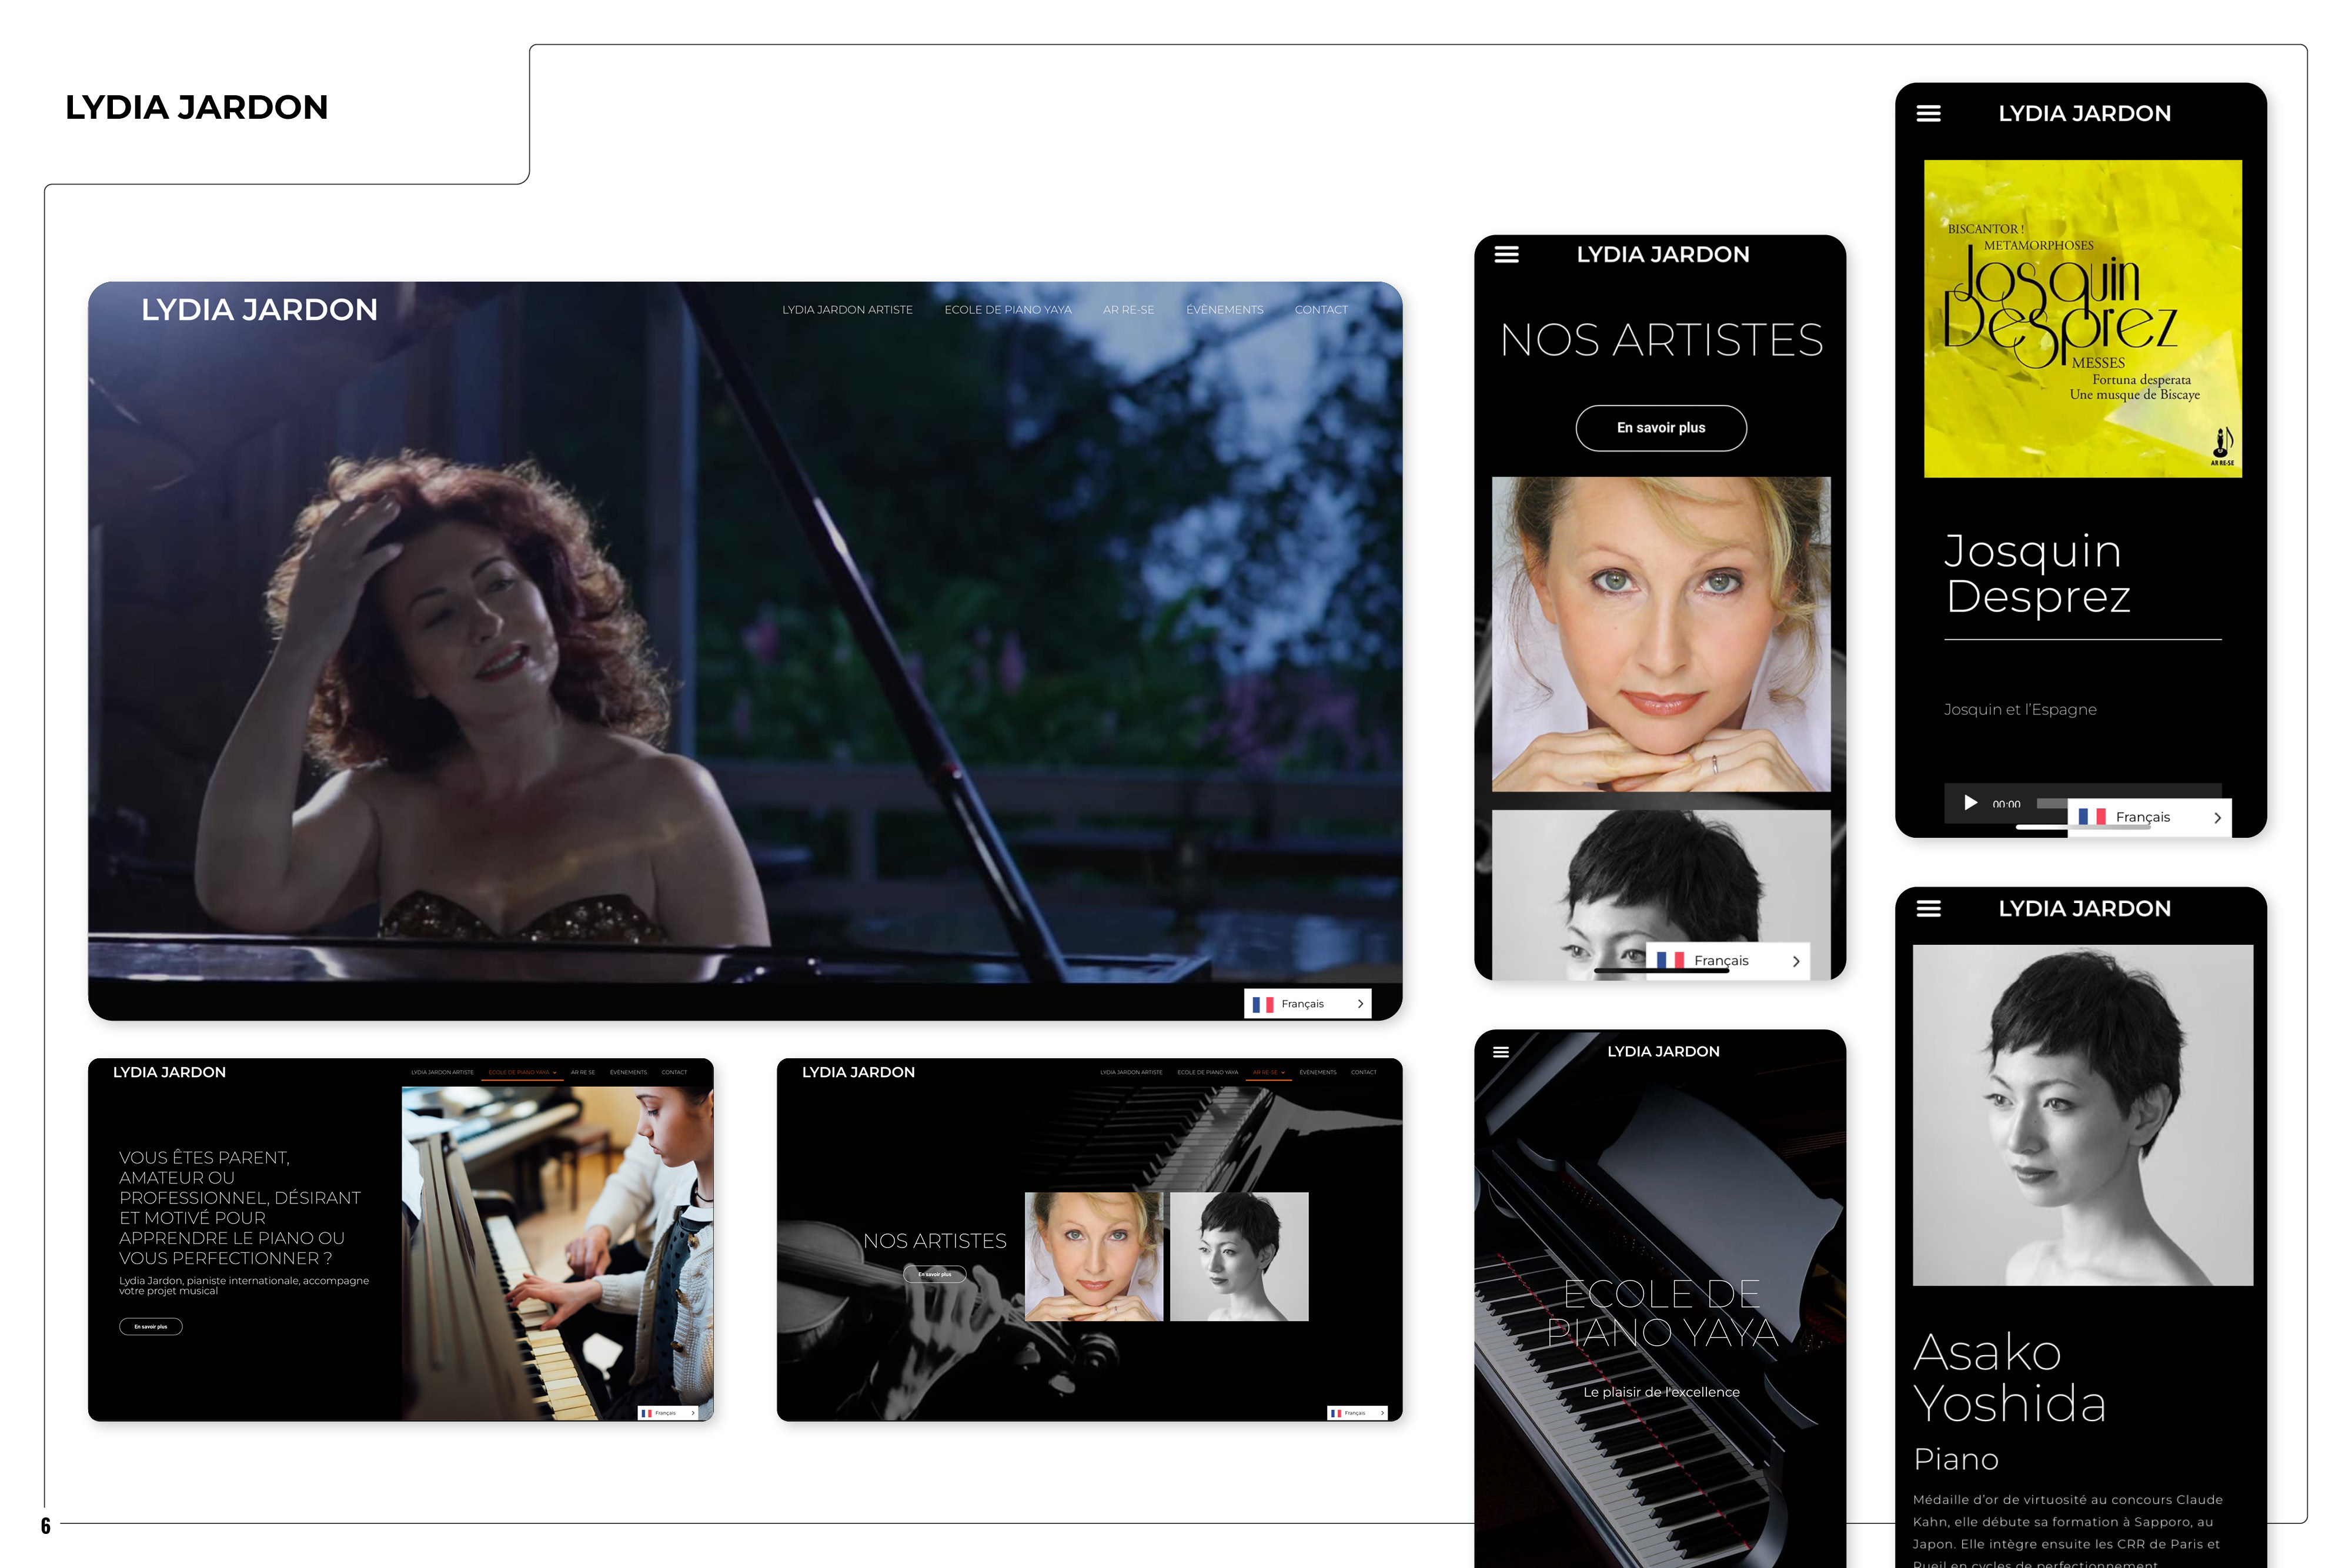 LYDIA JARDON
LYDIA JARDON
LYDIA JARDON ARTISTE
ECOLE DE PIANO YAYA
AR RE-SE
ÉVÈNEMENTS
CONTACT
Français
LYDIA JARDON
LYDIA JARDON ARTISTE
ECOLE DE PIANO YAYA
AR RE SE
ÉVÈNEMENTS
CONTACT
VOUS ÊTES PARENT,
AMATEUR OU
PROFESSIONNEL, DÉSIRANT
ET MOTIVÉ POUR
APPRENDRE LE PIANO OU
VOUS PERFECTIONNER ?
Lydia Jardon, pianiste internationale, accompagne
votre projet musical
En savoir plus
Français
LYDIA JARDON
LYDIA JARDON ARTISTE
ECOLE DE PIANO YAYA
AR RE-SE
ÉVÈNEMENTS
CONTACT
NOS ARTISTES
En savoir plus
Français
LYDIA JARDON
NOS ARTISTES
En savoir plus
Français
LYDIA JARDON
ECOLE DE
PIANO YAYA
Le plaisir de l'excellence
LYDIA JARDON
BISCANTOR !
METAMORPHOSES
Josquin
Desprez
MESSES
Fortuna desperata
Une musque de Biscaye
AR RE-SE
Josquin
Desprez
Josquin et l'Espagne
00:00
Français
LYDIA JARDON
Asako
Yoshida
Piano
Médaille d'or de virtuosité au concours Claude
Kahn, elle débute sa formation à Sapporo, au
Japon. Elle intègre ensuite les CRR de Paris et
Rueil en cycles de perfectionnement
6